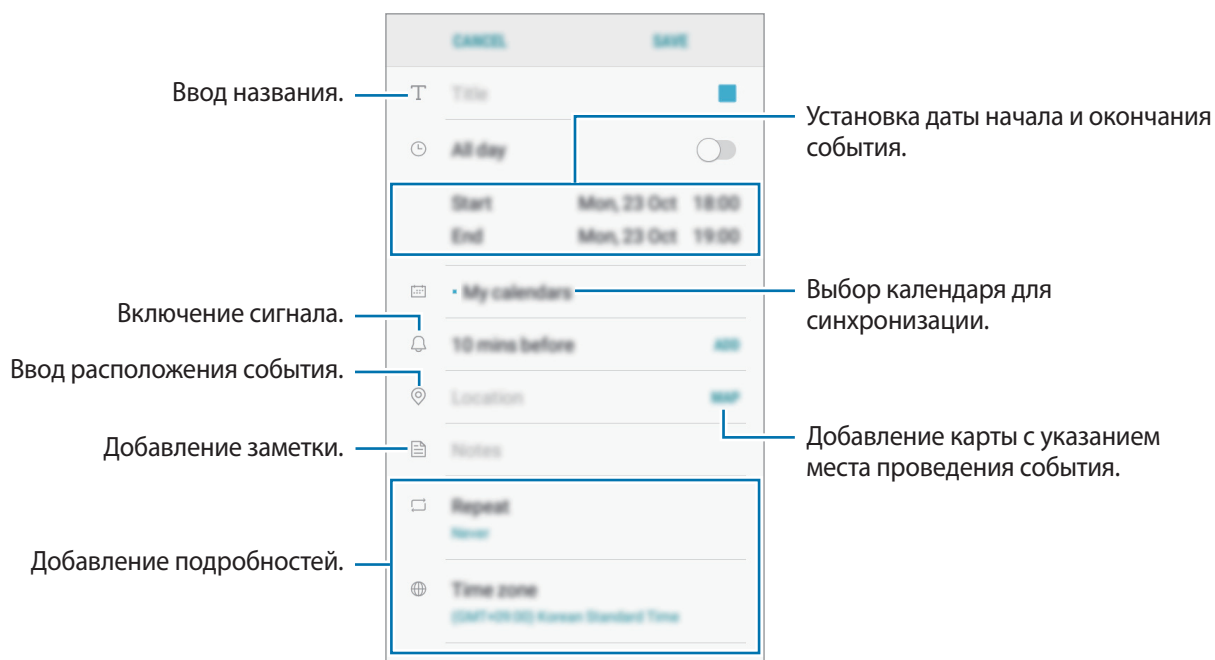 CANCEL
SAVE
Ввод названия.
Title
Установка даты начала и окончания
события.
All day
Start Mon, 23 Oct 18:00
End Mon, 23 Oct 19:00
My calendars
Выбор календаря для
синхронизации.
Включение сигнала.
10 mins before
ADD
Ввод расположения события.
Location
MAP
Добавление заметки.
Notes
Добавление карты с указанием
места проведения события.
Repeat
Never
Добавление подробностей.
Time zone
(GMT+09:00) Korean Standard Time